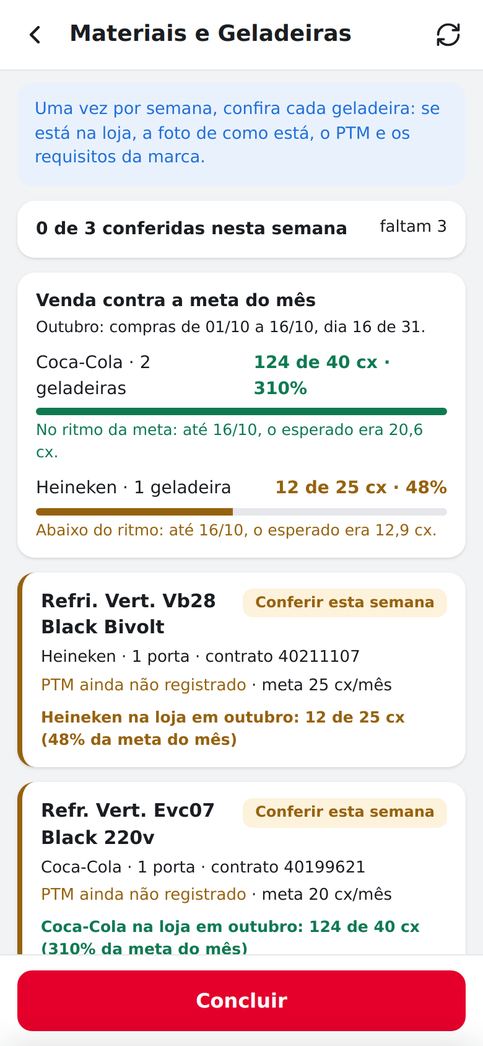 Materiais e Geladeiras
Uma vez por semana, confira cada geladeira: se
está na loja, a foto de como está, o PTM e os
requisitos da marca.
0 de 3 conferidas nesta semana faltam 3
Venda contra a meta do mês
Outubro: compras de 01/10 a 16/10, dia 16 de 31.
Coca-Cola · 2 geladeiras
124 de 40 cx · 310%
No ritmo da meta: até 16/10, o esperado era 20,6
cx.
Heineken · 1 geladeira 12 de 25 cx · 48%
Abaixo do ritmo: até 16/10, o esperado era 12,9 cx.
Refri. Vert. Vb28
Black Bivolt
Conferir esta semana
Heineken · 1 porta · contrato 40211107
PTM ainda não registrado · meta 25 cx/mês
Heineken na loja em outubro: 12 de 25 cx
(48% da meta do mês)
Refr. Vert. Evc07
Black 220v
Conferir esta semana
Coca-Cola · 1 porta · contrato 40199621
PTM ainda não registrado · meta 20 cx/mês
Coca-Cola na loja em outubro: 124 de 40 cx
(310% da meta do mês)
Concluir